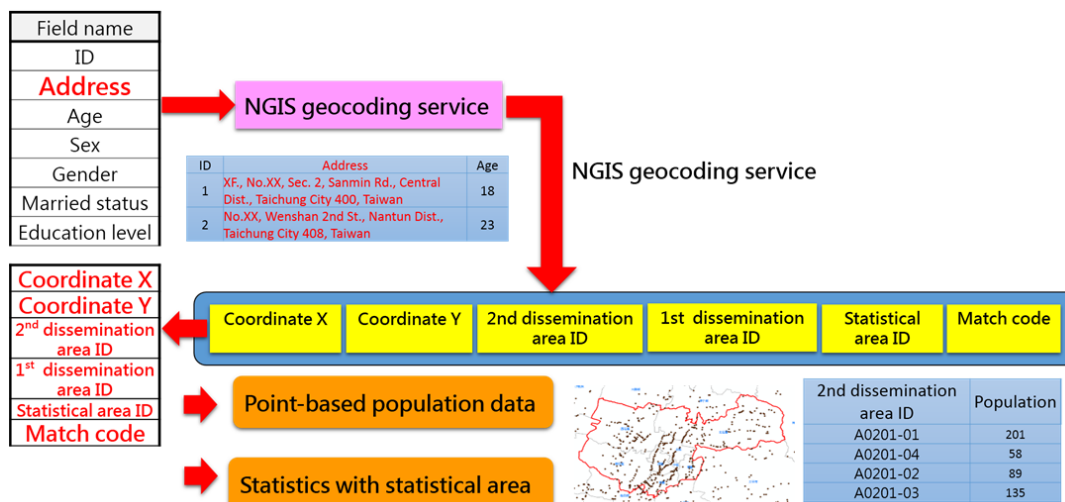 Field name
ID
Address
Age
Sex
Gender
Married status
Education level
NGIS geocoding service
NGIS geocoding service
ID Address Age
1 XF., No.XX, Sec. 2, Sanmin Rd., Central
Dist., Taichung City 400, Taiwan 18
2 No.XX, Wenshan 2nd St., Nantun Dist.,
Taichung City 408, Taiwan 23
Coordinate X
Coordinate Y
2nd dissemination
area ID
1st dissemination
area ID
Statistical area ID
Match code
Coordinate X
Coordinate Y
2nd dissemination
area ID
1st dissemination
area ID
Statistical
area ID
Match code
Point-based population data
Statistics with statistical area
2nd dissemination
area ID
Population
A0201-01 201
A0201-04 58
A0201-02 89
A0201-03 135